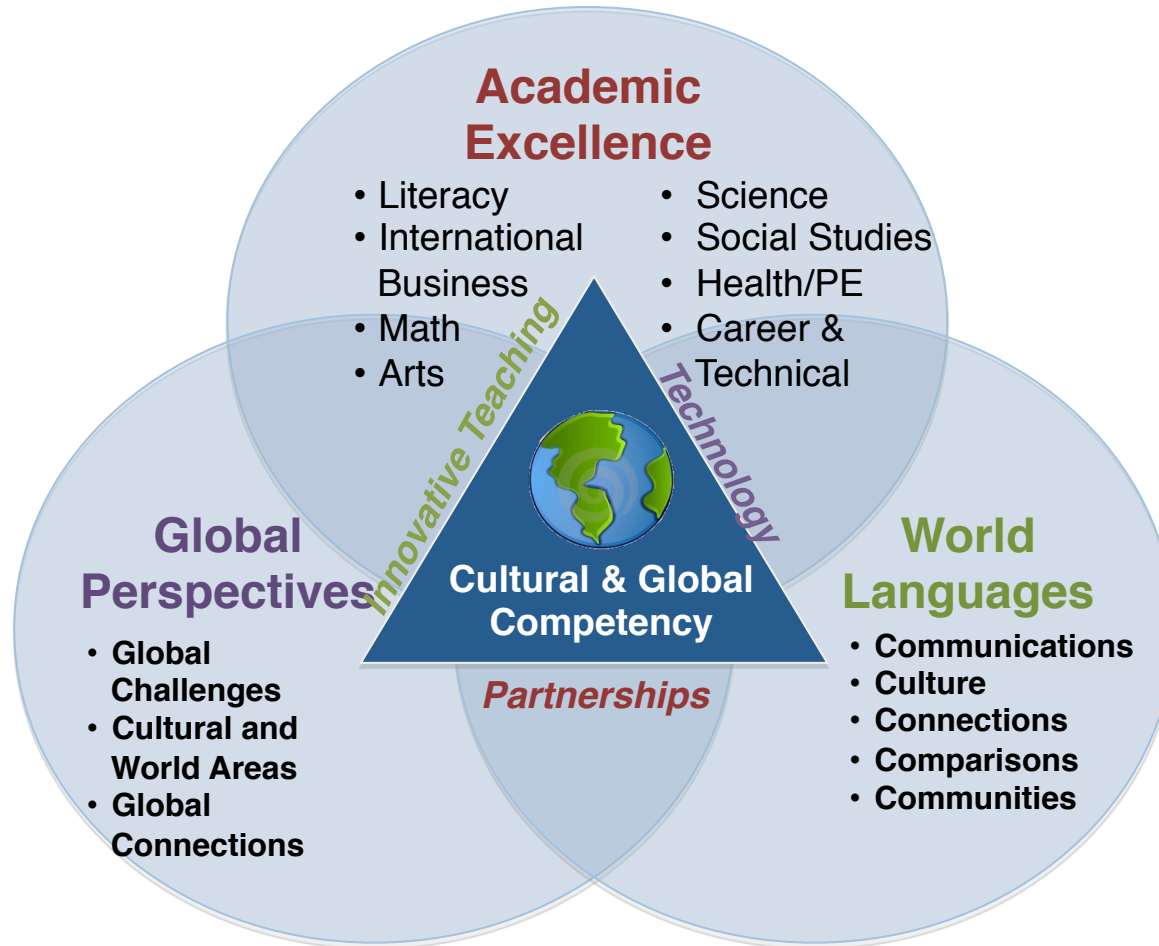 Academic
Excellence
• Literacy
• International
Business
• Math
• Arts
• Science
• Social Studies
• Health/PE
• Career &
Technical
Innovative Teaching
Technology
Cultural & Global
Competency
Partnerships
Global
Perspectives
• Global
Challenges
• Cultural and
World Areas
• Global
Connections
World
Languages
• Communications
• Culture
• Connections
• Comparisons
• Communities